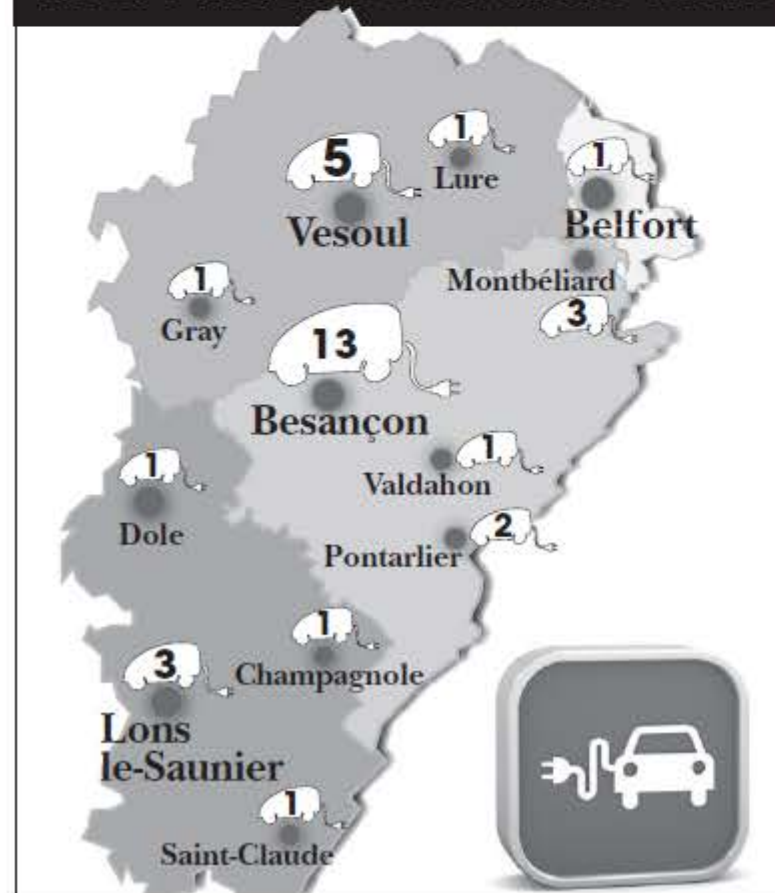 1
Lure
5
Vesoul
1
Belfort
Montbéliard
3
1
Gray
13
Besançon
1
Valdahon
1
Dole
2
Pontarlier
1
Champagnole
3
Lons
le-Saunier
1
Saint-Claude